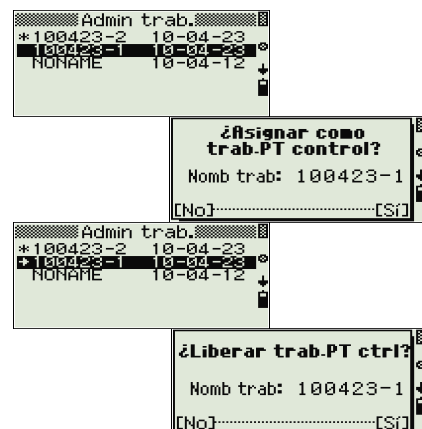 Admin trab.
*100423-2 10-04-23
100423-1 10-04-23
NONAME 10-04-12
¿Asignar como
trab.PT control?
Nomb trab: 100423-1
[No] [Sí]
Admin trab.
*100423-2 10-04-23
100423-1 10-04-23
NONAME 10-04-12
¿Liberar trab.PT ctrl?
Nomb trab: 100423-1
[No] [Sí]